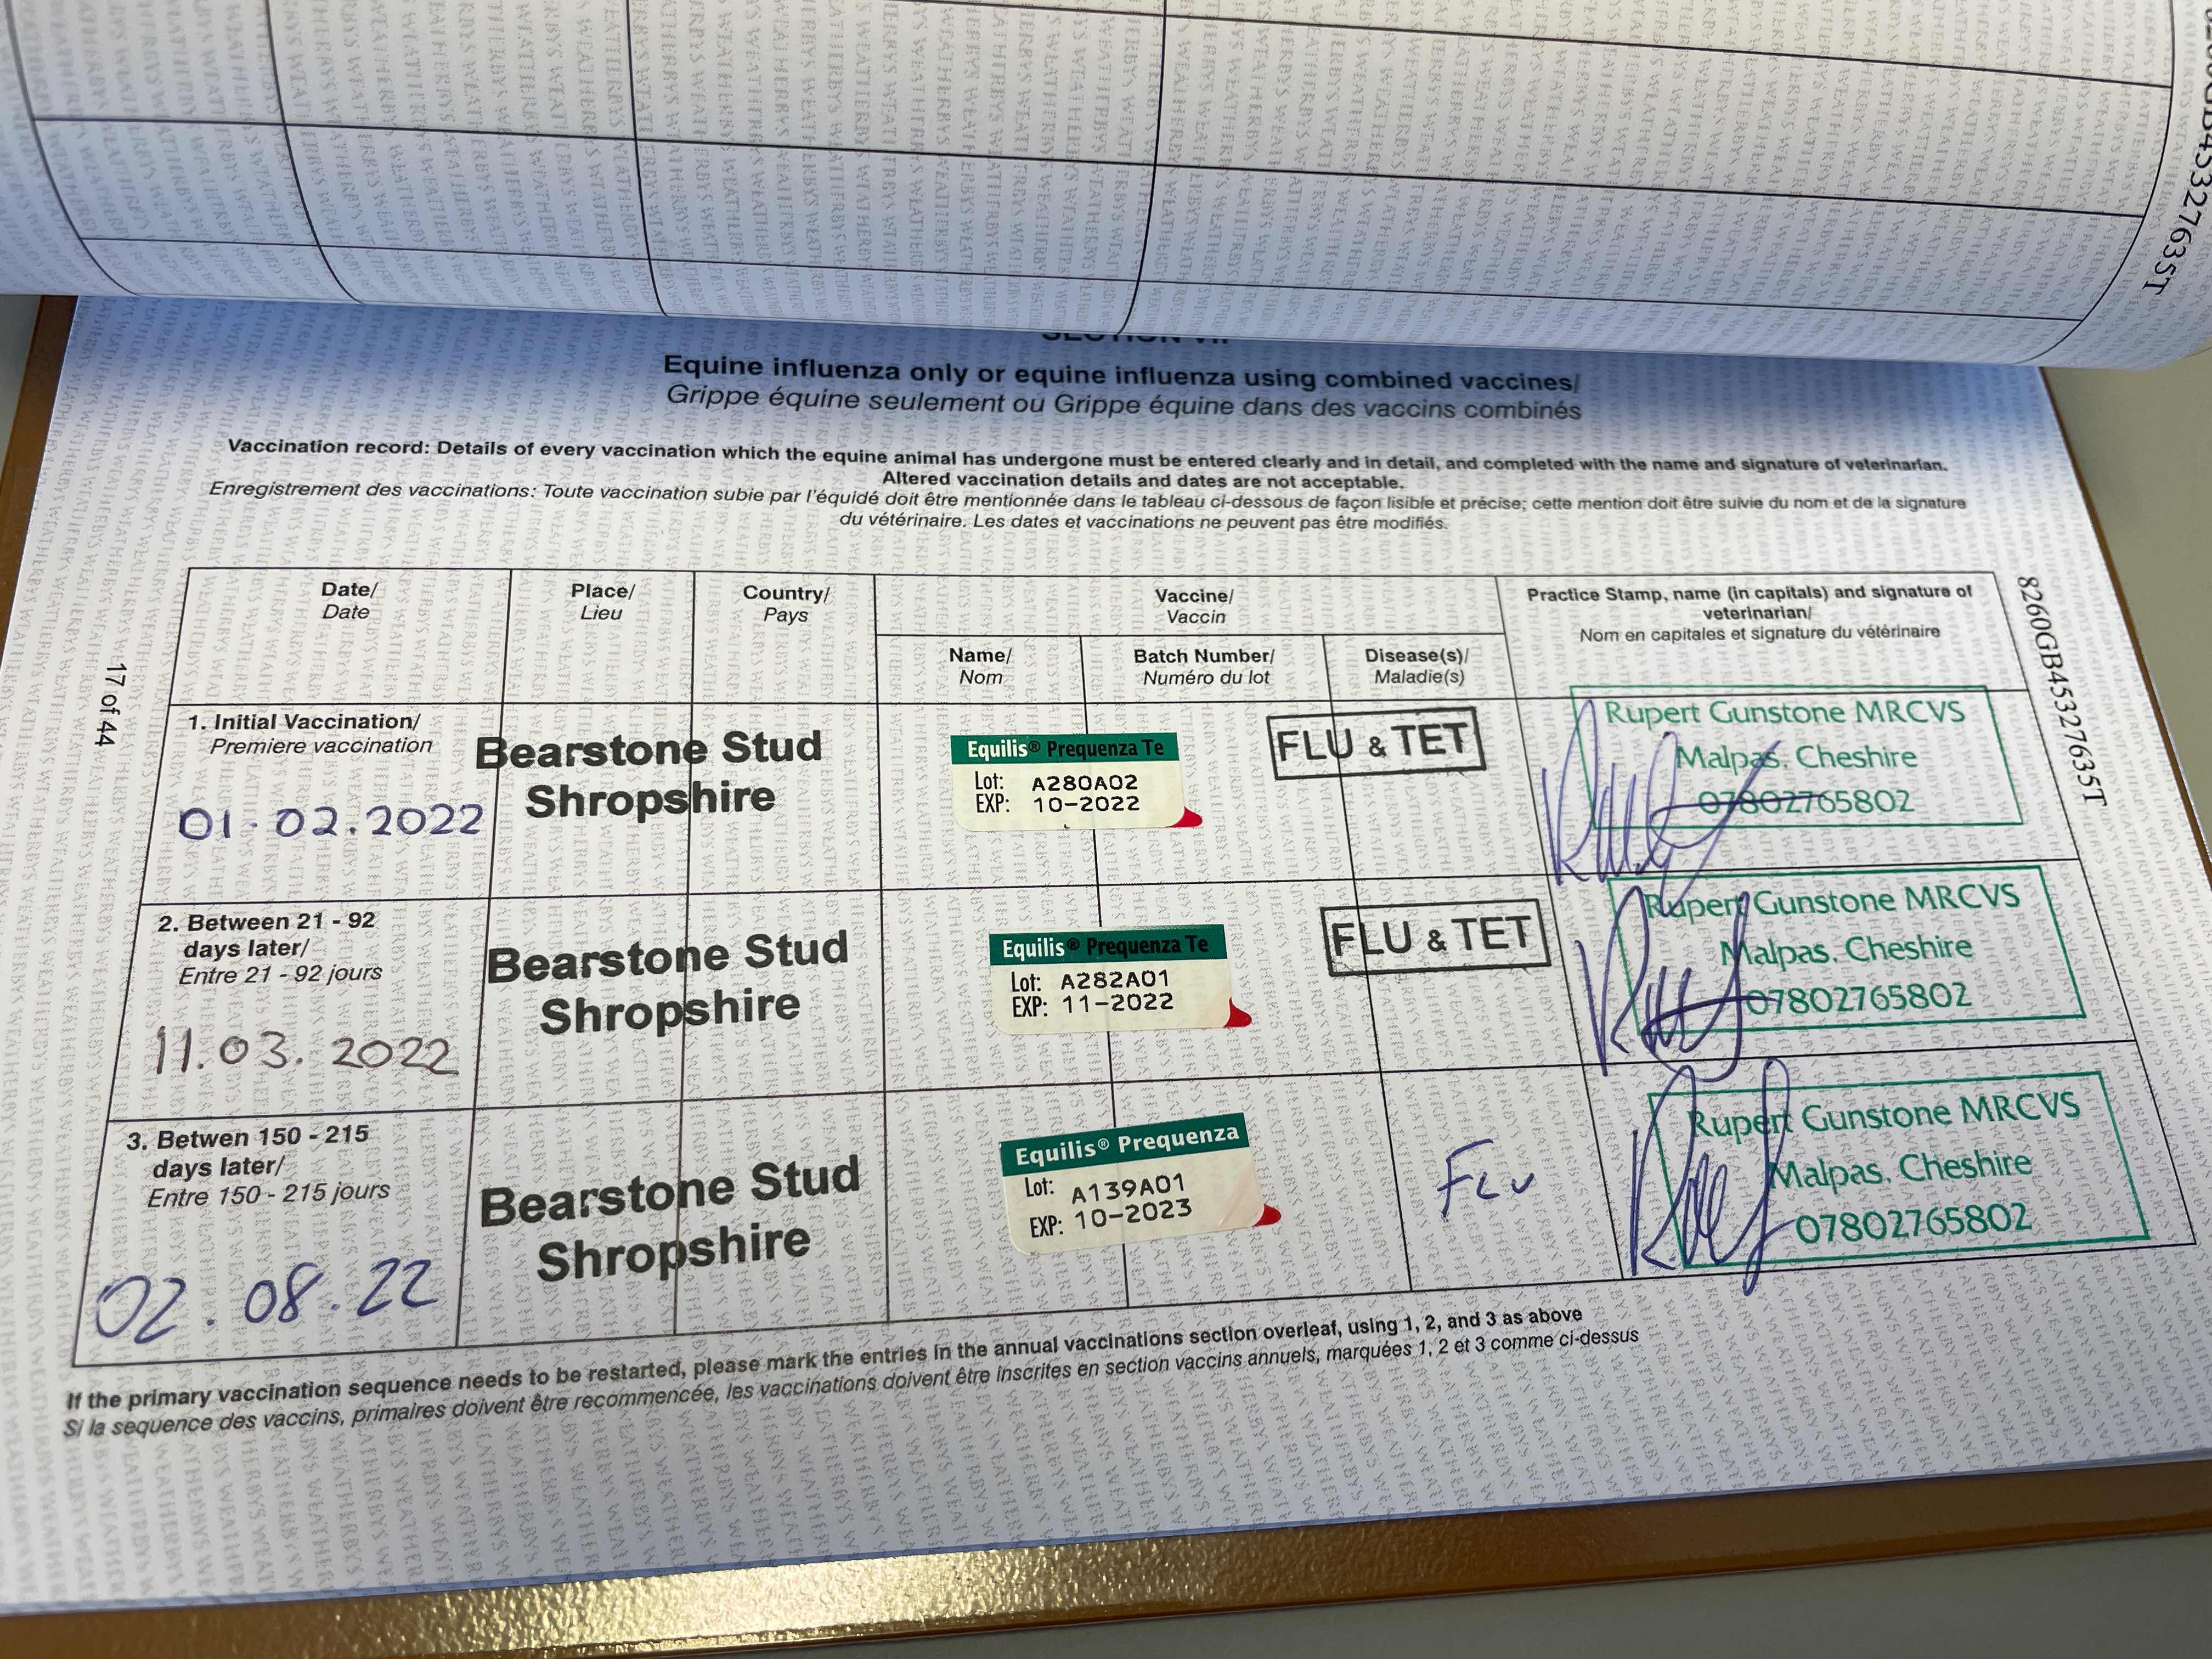 Equine influenza only or equine influenza using combined vaccines/
Grippe équine seulement ou Grippe équine dans des vaccins combinés
Vaccination record: Details of every vaccination which the equine animal has undergone must be entered clearly and in detail, and completed with the name and signature of veterinarian.
Altered vaccination details and dates are not acceptable.
Enregistrement des vaccinations: Toute vaccination subie par l'équidé doit être mentionnée dans le tableau ci-dessous de façon lisible et précise; cette mention doit être suivie du nom et de la signature
du vétérinaire. Les dates et vaccinations ne peuvent pas être modifiés.
Date/
Date
Place/
Lieu
Country/
Pays
Vaccine/
Vaccin
Name/
Nom
Batch Number/
Numéro du lot
Disease(s)/
Maladie(s)
Practice Stamp, name (in capitals) and signature of
veterinarian/
Nom en capitales et signature du vétérinaire
1. Initial Vaccination/
Premiere vaccination
01.02.2022
Bearstone Stud
Shropshire
Equilis® Prequenza Te
Lot: A280A02
EXP: 10-2022
FLU & TET
Rupert Gunstone MRCVS
Malpas, Cheshire
07802765802
2. Between 21 - 92
days later/
Entre 21 - 92 jours
11.03.2022
Bearstone Stud
Shropshire
Equilis® Prequenza Te
Lot: A282A01
EXP: 11-2022
FLU & TET
Rupert Gunstone MRCVS
Malpas. Cheshire
07802765802
3. Betwen 150 - 215
days later/
Entre 150 - 215 jours
02.08.22
Bearstone Stud
Shropshire
Equilis® Prequenza
Lot: A139A01
EXP: 10-2023
FLU
Rupert Gunstone MRCVS
Malpas. Cheshire
07802765802
If the primary vaccination sequence needs to be restarted, please mark the entries in the annual vaccinations section overleaf, using 1, 2, and 3 as above
Si la sequence des vaccins, primaires doivent être recommencée, les vaccinations doivent être inscrites en section vaccins annuels, marquées 1, 2 et 3 comme ci-dessus
17 of 44
8260GB45327635T
WEATHERBYS